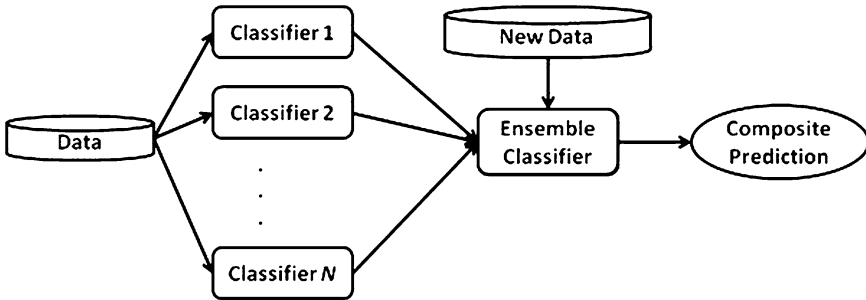 Data
Classifier 1
Classifier 2
.
.
.
Classifier N
New Data
Ensemble
Classifier
Composite
Prediction